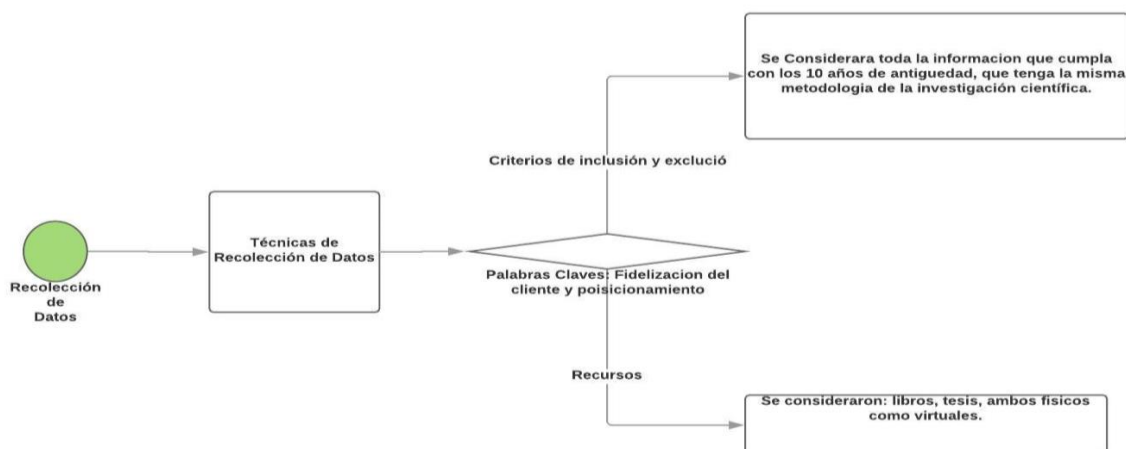 Se Considerara toda la informacion que cumpla
con los 10 años de antiguedad, que tenga la misma
metodologia de la investigación científica.
Criterios de inclusión y exclució
Técnicas de
Recolección de Datos
Recolección
de
Datos
Palabras Claves: Fidelizacion del
cliente y poisicionamiento
Recursos
Se consideraron: libros, tesis, ambos fisicos
como virtuales.